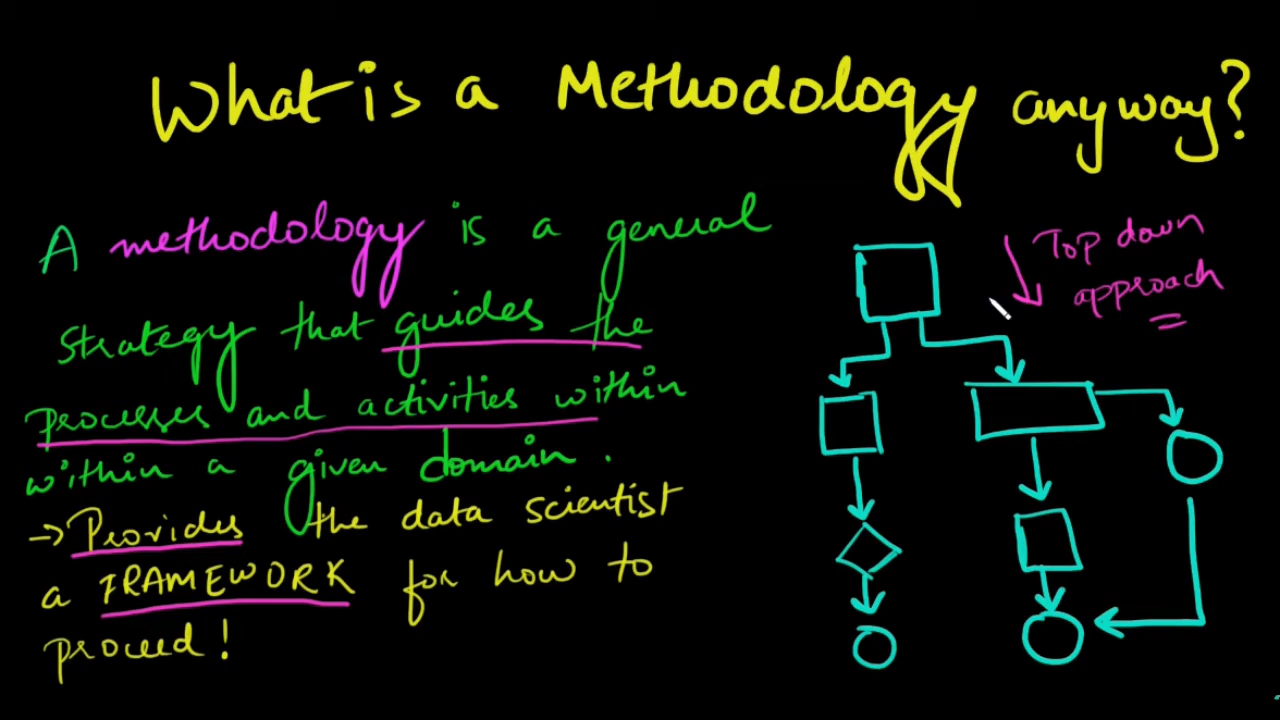 What is a Methodology anyway?
A methodology is a general
strategy that guides the
processes and activities within
within a given domain.
→ Provides the data scientist
a FRAMEWORK for how to
proceed!
Top down
approach